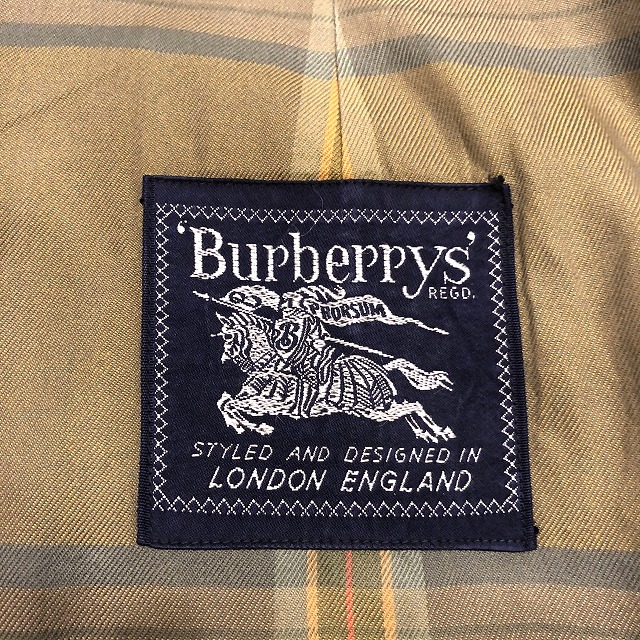 'Burberrys'
REGD.
PRORSUM
B
STYLED AND DESIGNED IN
LONDON ENGLAND